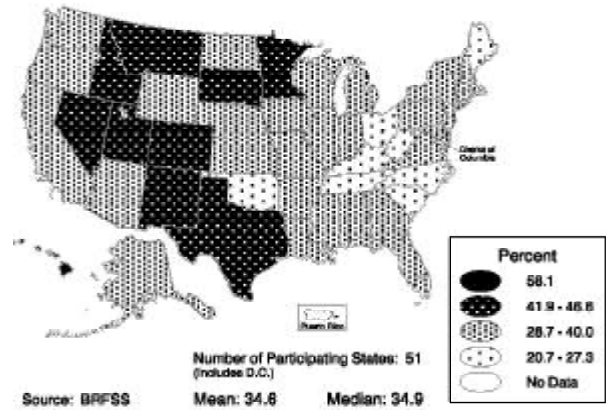 District of
Columbia
Percent
56.1
41.9 - 46.6
28.7 - 40.0
20.7 - 27.3
No Data
Puerto Rico
Number of Participating States: 51
(Includes D.C.)
Source: BRFSS
Mean: 34.6
Median: 34.9